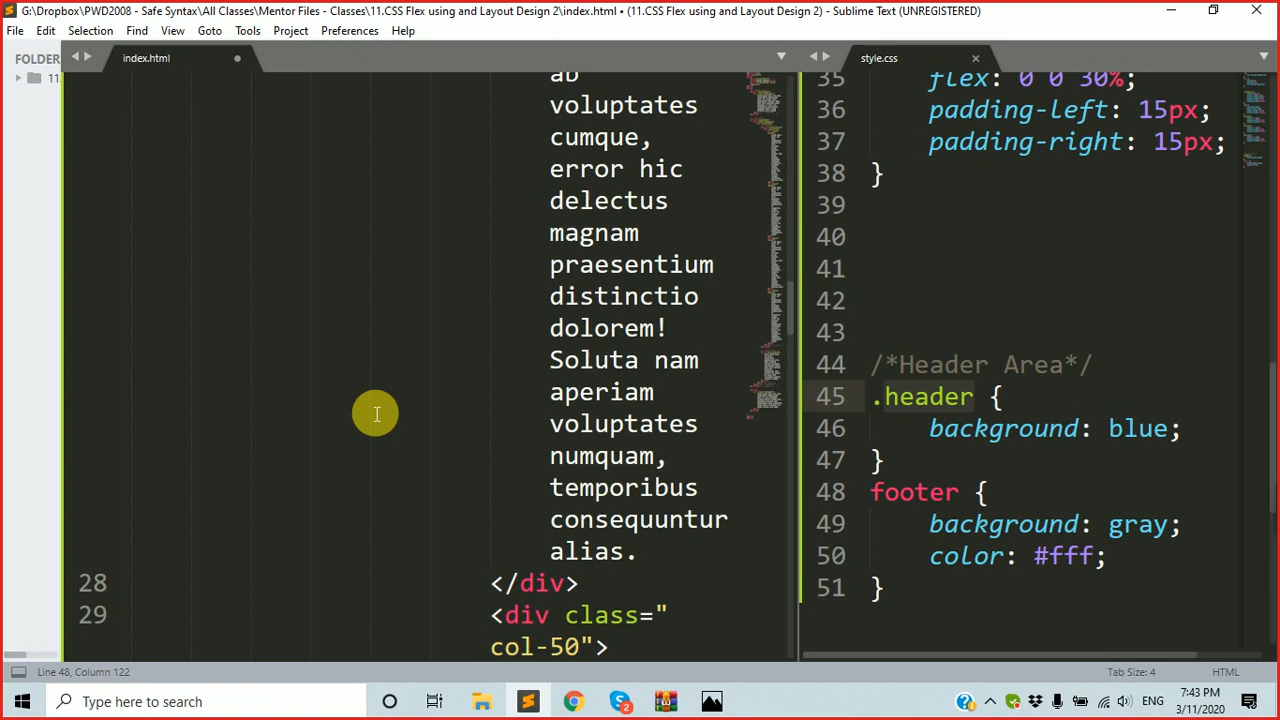 G:\Dropbox\PWD2008 - Safe Syntax\All Classes\Mentor Files - Classes\11.CSS Flex using and Layout Design 2\index.html • (11.CSS Flex using and Layout Design 2) - Sublime Text (UNREGISTERED)
File Edit Selection Find View Goto Tools Project Preferences Help
FOLDER
11
index.html
ab
voluptates
cumque,
error hic
delectus
magnam
praesentium
distinctio
dolorem!
Soluta nam
aperiam
voluptates
numquam,
temporibus
consequuntur
alias.
28 </div>
29 <div class="
col-50">
style.css
35 flex: 0 0 30%;
36 padding-left: 15px;
37 padding-right: 15px;
38 }
39
40
41
42
43
44 /*Header Area*/
45 .header {
46 background: blue;
47 }
48 footer {
49 background: gray;
50 color: #fff;
51 }
Line 48, Column 122
Tab Size: 4 HTML
Type here to search
2
ENG
7:43 PM
3/11/2020